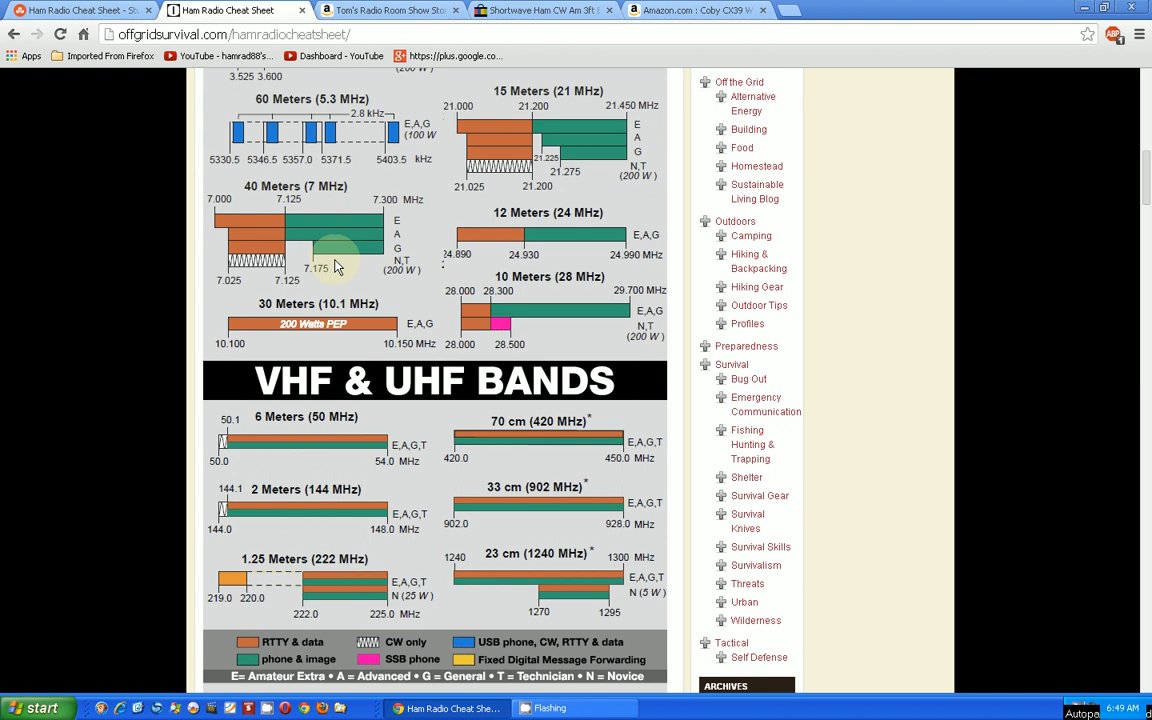 Ham Radio Cheat Sheet - Stu
Ham Radio Cheat Sheet
Tom's Radio Room Show Stor
Shortwave Ham CW Am 3ft E
Amazon.com : Coby CX39 W
offgridsurvival.com/hamradiocheatsheet/
ABP
Apps
Imported From Firefox
YouTube - hamrad88's...
Dashboard - YouTube
https://plus.google.co...
(200 W)
3.525 3.600
60 Meters (5.3 MHz)
2.8 kHz
E,A,G
(100 W
5330.5 5346.5 5357.0 5371.5 5403.5 kHz
40 Meters (7 MHz)
7.000 7.125 7.300 MHz
E
A
G
N,T
(200 W)
7.175
7.025 7.125
30 Meters (10.1 MHz)
200 Watts PEP
E,A,G
10.100 10.150 MHz
15 Meters (21 MHz)
21.000 21.200 21.450 MHz
E
A
G
N,T
(200 W)
21.225
21.275
21.025 21.200
12 Meters (24 MHz)
E,A,G
24.890 24.930 24.990 MHz
10 Meters (28 MHz)
28.000 28.300 29.700 MHz
E,A,G
N,T
(200 W)
28.000 28.500
VHF & UHF BANDS
6 Meters (50 MHz)
50.1
E,A,G,T
50.0 54.0 MHz
2 Meters (144 MHz)
144.1
E,A,G,T
144.0 148.0 MHz
1.25 Meters (222 MHz)
E,A,G,T
N (25 W)
219.0 220.0
222.0 225.0 MHz
70 cm (420 MHz)*
E,A,G,T
420.0 450.0 MHz
33 cm (902 MHz)*
E,A,G,T
902.0 928.0 MHz
23 cm (1240 MHz)*
1240 1300 MHz
E,A,G,T
N (5 W)
1270 1295
RTTY & data
CW only
USB phone, CW, RTTY & data
phone & image
SSB phone
Fixed Digital Message Forwarding
E= Amateur Extra • A = Advanced • G = General • T = Technician • N = Novice
Off the Grid
Alternative
Energy
Building
Food
Homestead
Sustainable
Living Blog
Outdoors
Camping
Hiking &
Backpacking
Hiking Gear
Outdoor Tips
Profiles
Preparedness
Survival
Bug Out
Emergency
Communication
Fishing
Hunting &
Trapping
Shelter
Survival Gear
Survival
Knives
Survival Skills
Survivalism
Threats
Urban
Wilderness
Tactical
Self Defense
ARCHIVES
start
Ham Radio Cheat She...
Flashing
6:49 AM
Autopa